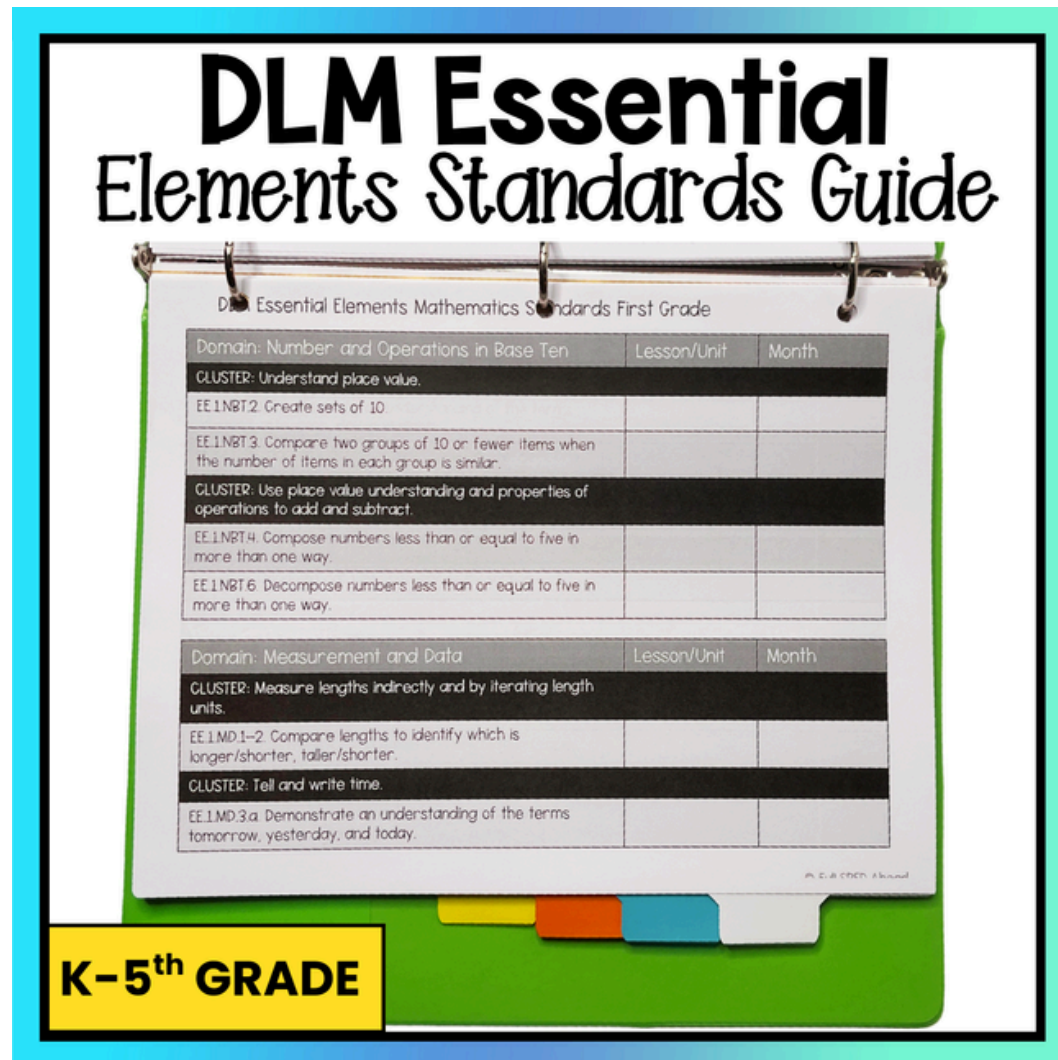 DLM Essential
Elements Standards Guide
DLM Essential Elements Mathematics Standards First Grade
Domain: Number and Operations in Base Ten Lesson/Unit Month
CLUSTER: Understand place value.
EE.1.NBT.2. Create sets of 10.
EE.1.NBT.3. Compare two groups of 10 or fewer items when
the number of items in each group is similar.
CLUSTER: Use place value understanding and properties of
operations to add and subtract.
EE.1.NBT.4. Compose numbers less than or equal to five in
more than one way.
EE.1.NBT.6. Decompose numbers less than or equal to five in
more than one way.
Domain: Measurement and Data Lesson/Unit Month
CLUSTER: Measure lengths indirectly and by iterating length
units.
EE.1.MD.1-2. Compare lengths to identify which is
longer/shorter, taller/shorter.
CLUSTER: Tell and write time.
EE.1.MD.3.a. Demonstrate an understanding of the terms
tomorrow, yesterday, and today.
K-5th GRADE